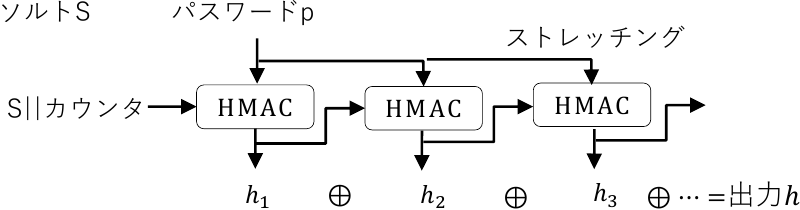 ソルトS パスワードp
ストレッチング
S||カウンタ HMAC HMAC HMAC
h₁ ⊕ h₂ ⊕ h₃ ⊕ ⋯ = 出力h